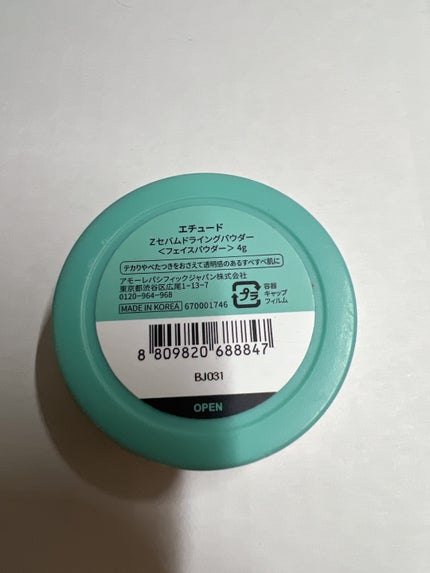 エチュード
Zセバムドライングパウダー
＜フェイスパウダー＞ 4g
テカリやべたつきをおさえて透明感のあるすべすべ肌に
アモーレパシフィックジャパン株式会社
東京都渋谷区広尾1-13-7
0120-964-968
プラ
容器
キャップ
フィルム
MADE IN KOREA 670001746
8 809820 688847
BJ031
OPEN